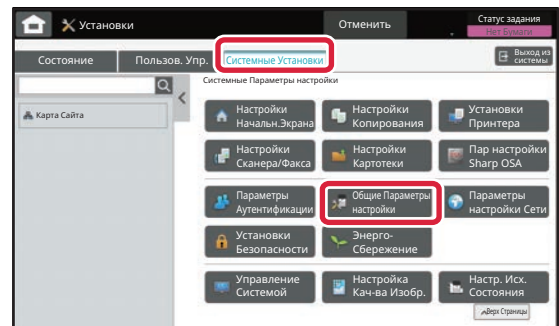 Установки
Отменить
Статус задания
Нет Бумаги
Состояние
Пользов. Упр.
Системные Установки
Выход из
системы
Системные Параметры настройки
Карта Сайта
Настройки
Начальн.Экрана
Настройки
Копирования
Установки
Принтера
Настройки
Сканера/Факса
Настройки
Картотеки
Пар настройки
Sharp OSA
Параметры
Аутентификации
Общие Параметры
настройки
Параметры
настройки Сети
Установки
Безопасности
Энерго-
Сбережение
Управление
Системой
Настройка
Кач-ва Изобр.
Настр. Исх.
Состояния
Верх Страницы